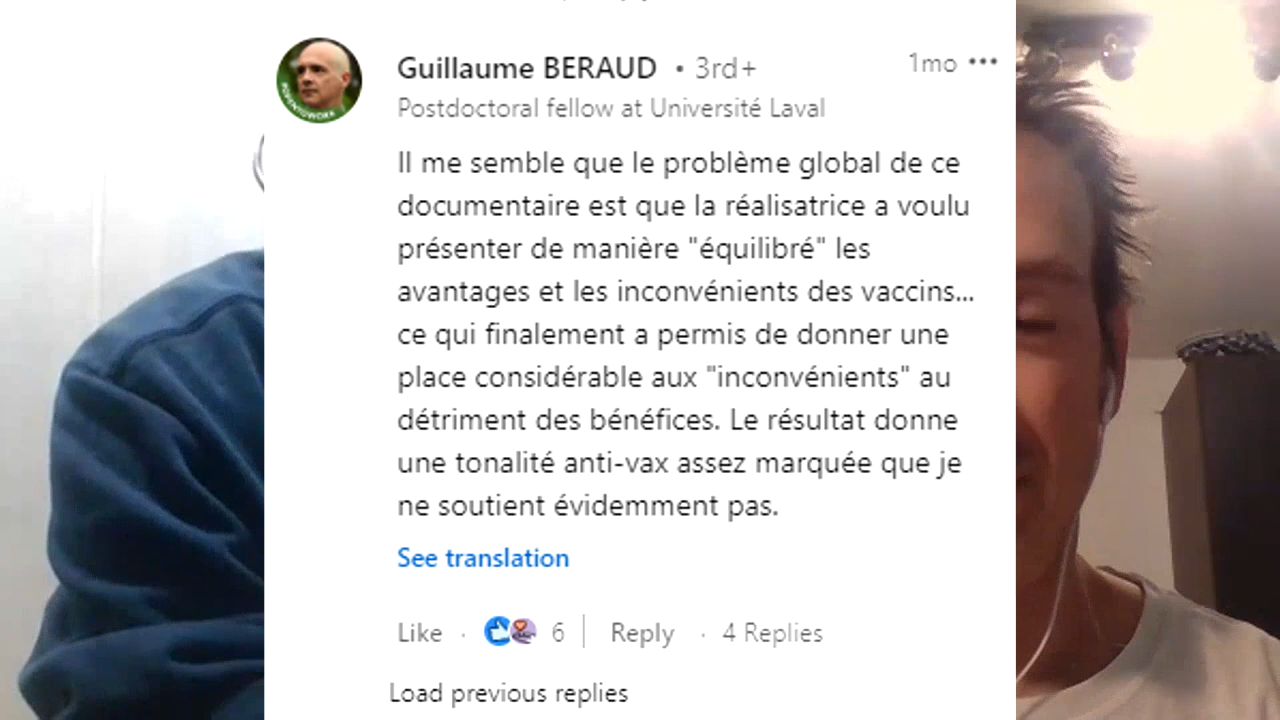 Guillaume BERAUD • 3rd+ 1mo •••
Postdoctoral fellow at Université Laval
Il me semble que le problème global de ce
documentaire est que la réalisatrice a voulu
présenter de manière "équilibré" les
avantages et les inconvénients des vaccins...
ce qui finalement a permis de donner une
place considérable aux "inconvénients" au
détriment des bénéfices. Le résultat donne
une tonalité anti-vax assez marquée que je
ne soutient évidemment pas.
See translation
Like · 6 | Reply · 4 Replies
Load previous replies